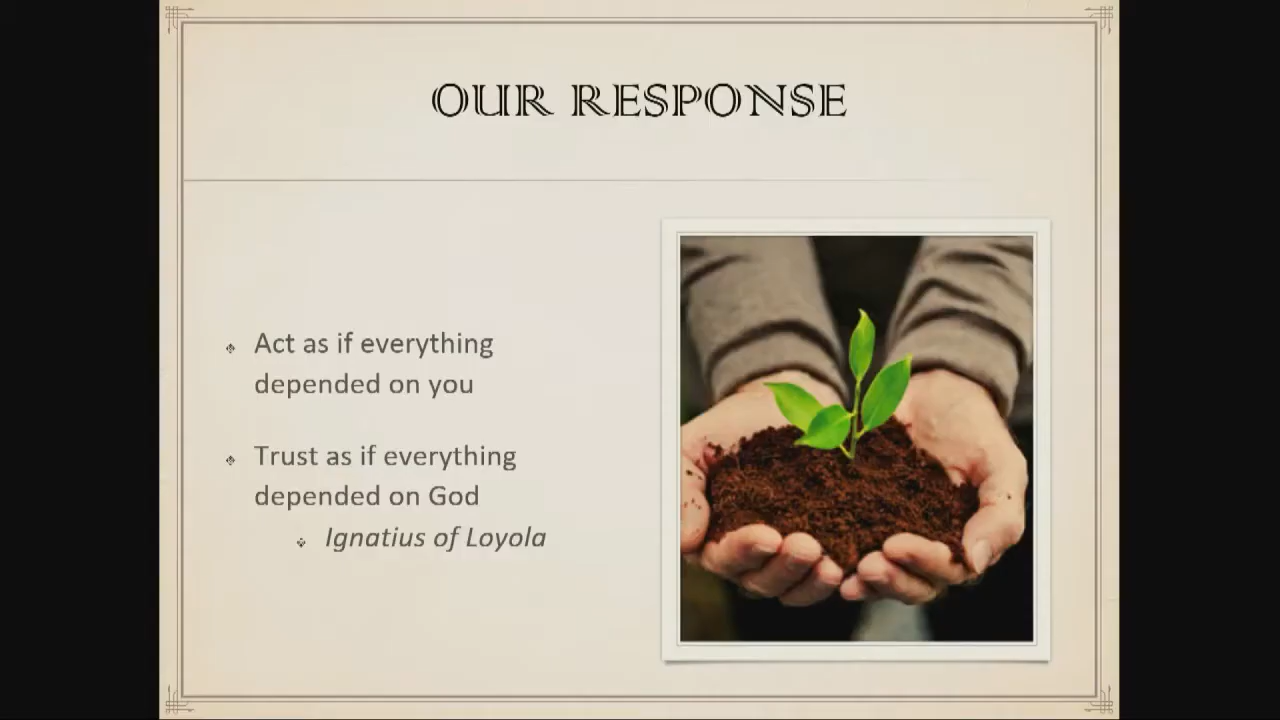 OUR RESPONSE
Act as if everything
depended on you
Trust as if everything
depended on God
Ignatius of Loyola